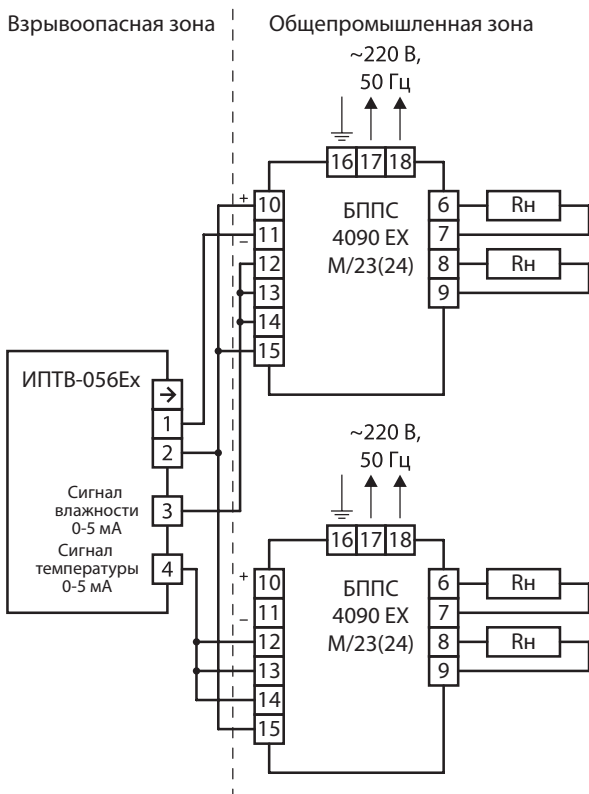 Взрывоопасная зона
Общепромышленная зона
~220 В,
50 Гц
16 17 18
+
10
11
–
12
13
14
15
БППС
4090 EX
М/23(24)
6
7
8
9
Rн
Rн
ИПТВ-056Ex
→
1
2
Сигнал
влажности
0-5 мА
3
Сигнал
температуры
0-5 мА
4
~220 В,
50 Гц
16 17 18
+
10
11
–
12
13
14
15
БППС
4090 EX
М/23(24)
6
7
8
9
Rн
Rн